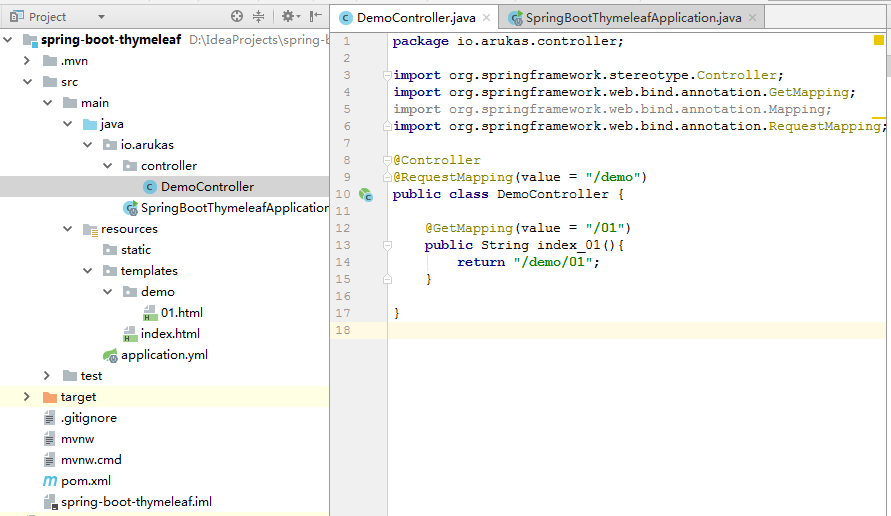 Project
spring-boot-thymeleaf D:\IdeaProjects\spring-b
.mvn
src
main
java
io.arukas
controller
DemoController
SpringBootThymeleafApplication
resources
static
templates
demo
01.html
index.html
application.yml
test
target
.gitignore
mvnw
mvnw.cmd
pom.xml
spring-boot-thymeleaf.iml
DemoController.java SpringBootThymeleafApplication.java
1 package io.arukas.controller;
2
3 import org.springframework.stereotype.Controller;
4 import org.springframework.web.bind.annotation.GetMapping;
5 import org.springframework.web.bind.annotation.Mapping;
6 import org.springframework.web.bind.annotation.RequestMapping;
7
8 @Controller
9 @RequestMapping(value = "/demo")
10 public class DemoController {
11
12 @GetMapping(value = "/01")
13 public String index_01(){
14 return "/demo/01";
15 }
16
17 }
18